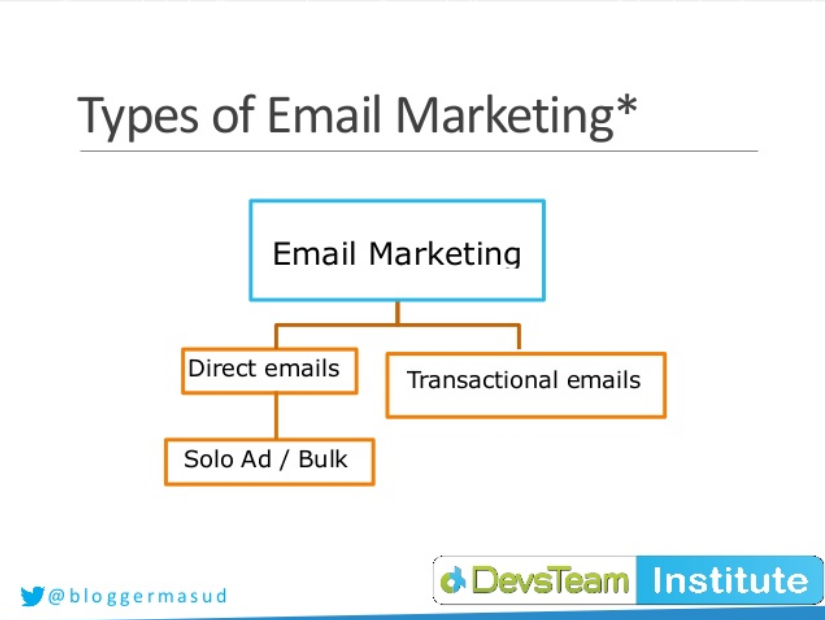 Types of Email Marketing*
Email Marketing
Direct emails
Transactional emails
Solo Ad / Bulk
@bloggermasud
DevsTeam Institute